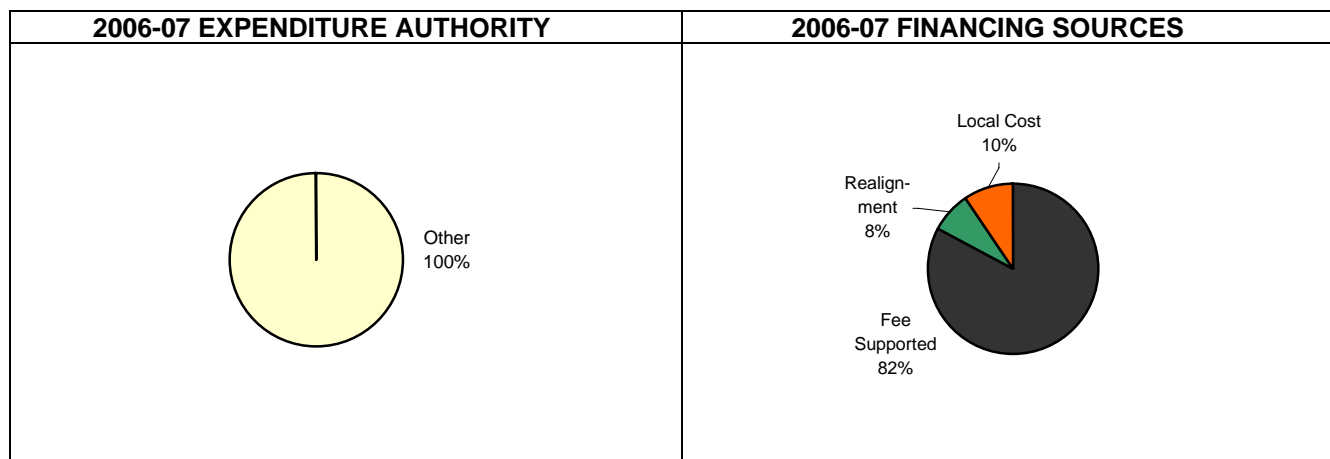 2006-07 EXPENDITURE AUTHORITY
Other
100%
2006-07 FINANCING SOURCES
Local Cost
10%
Realign-
ment
8%
Fee
Supported
82%